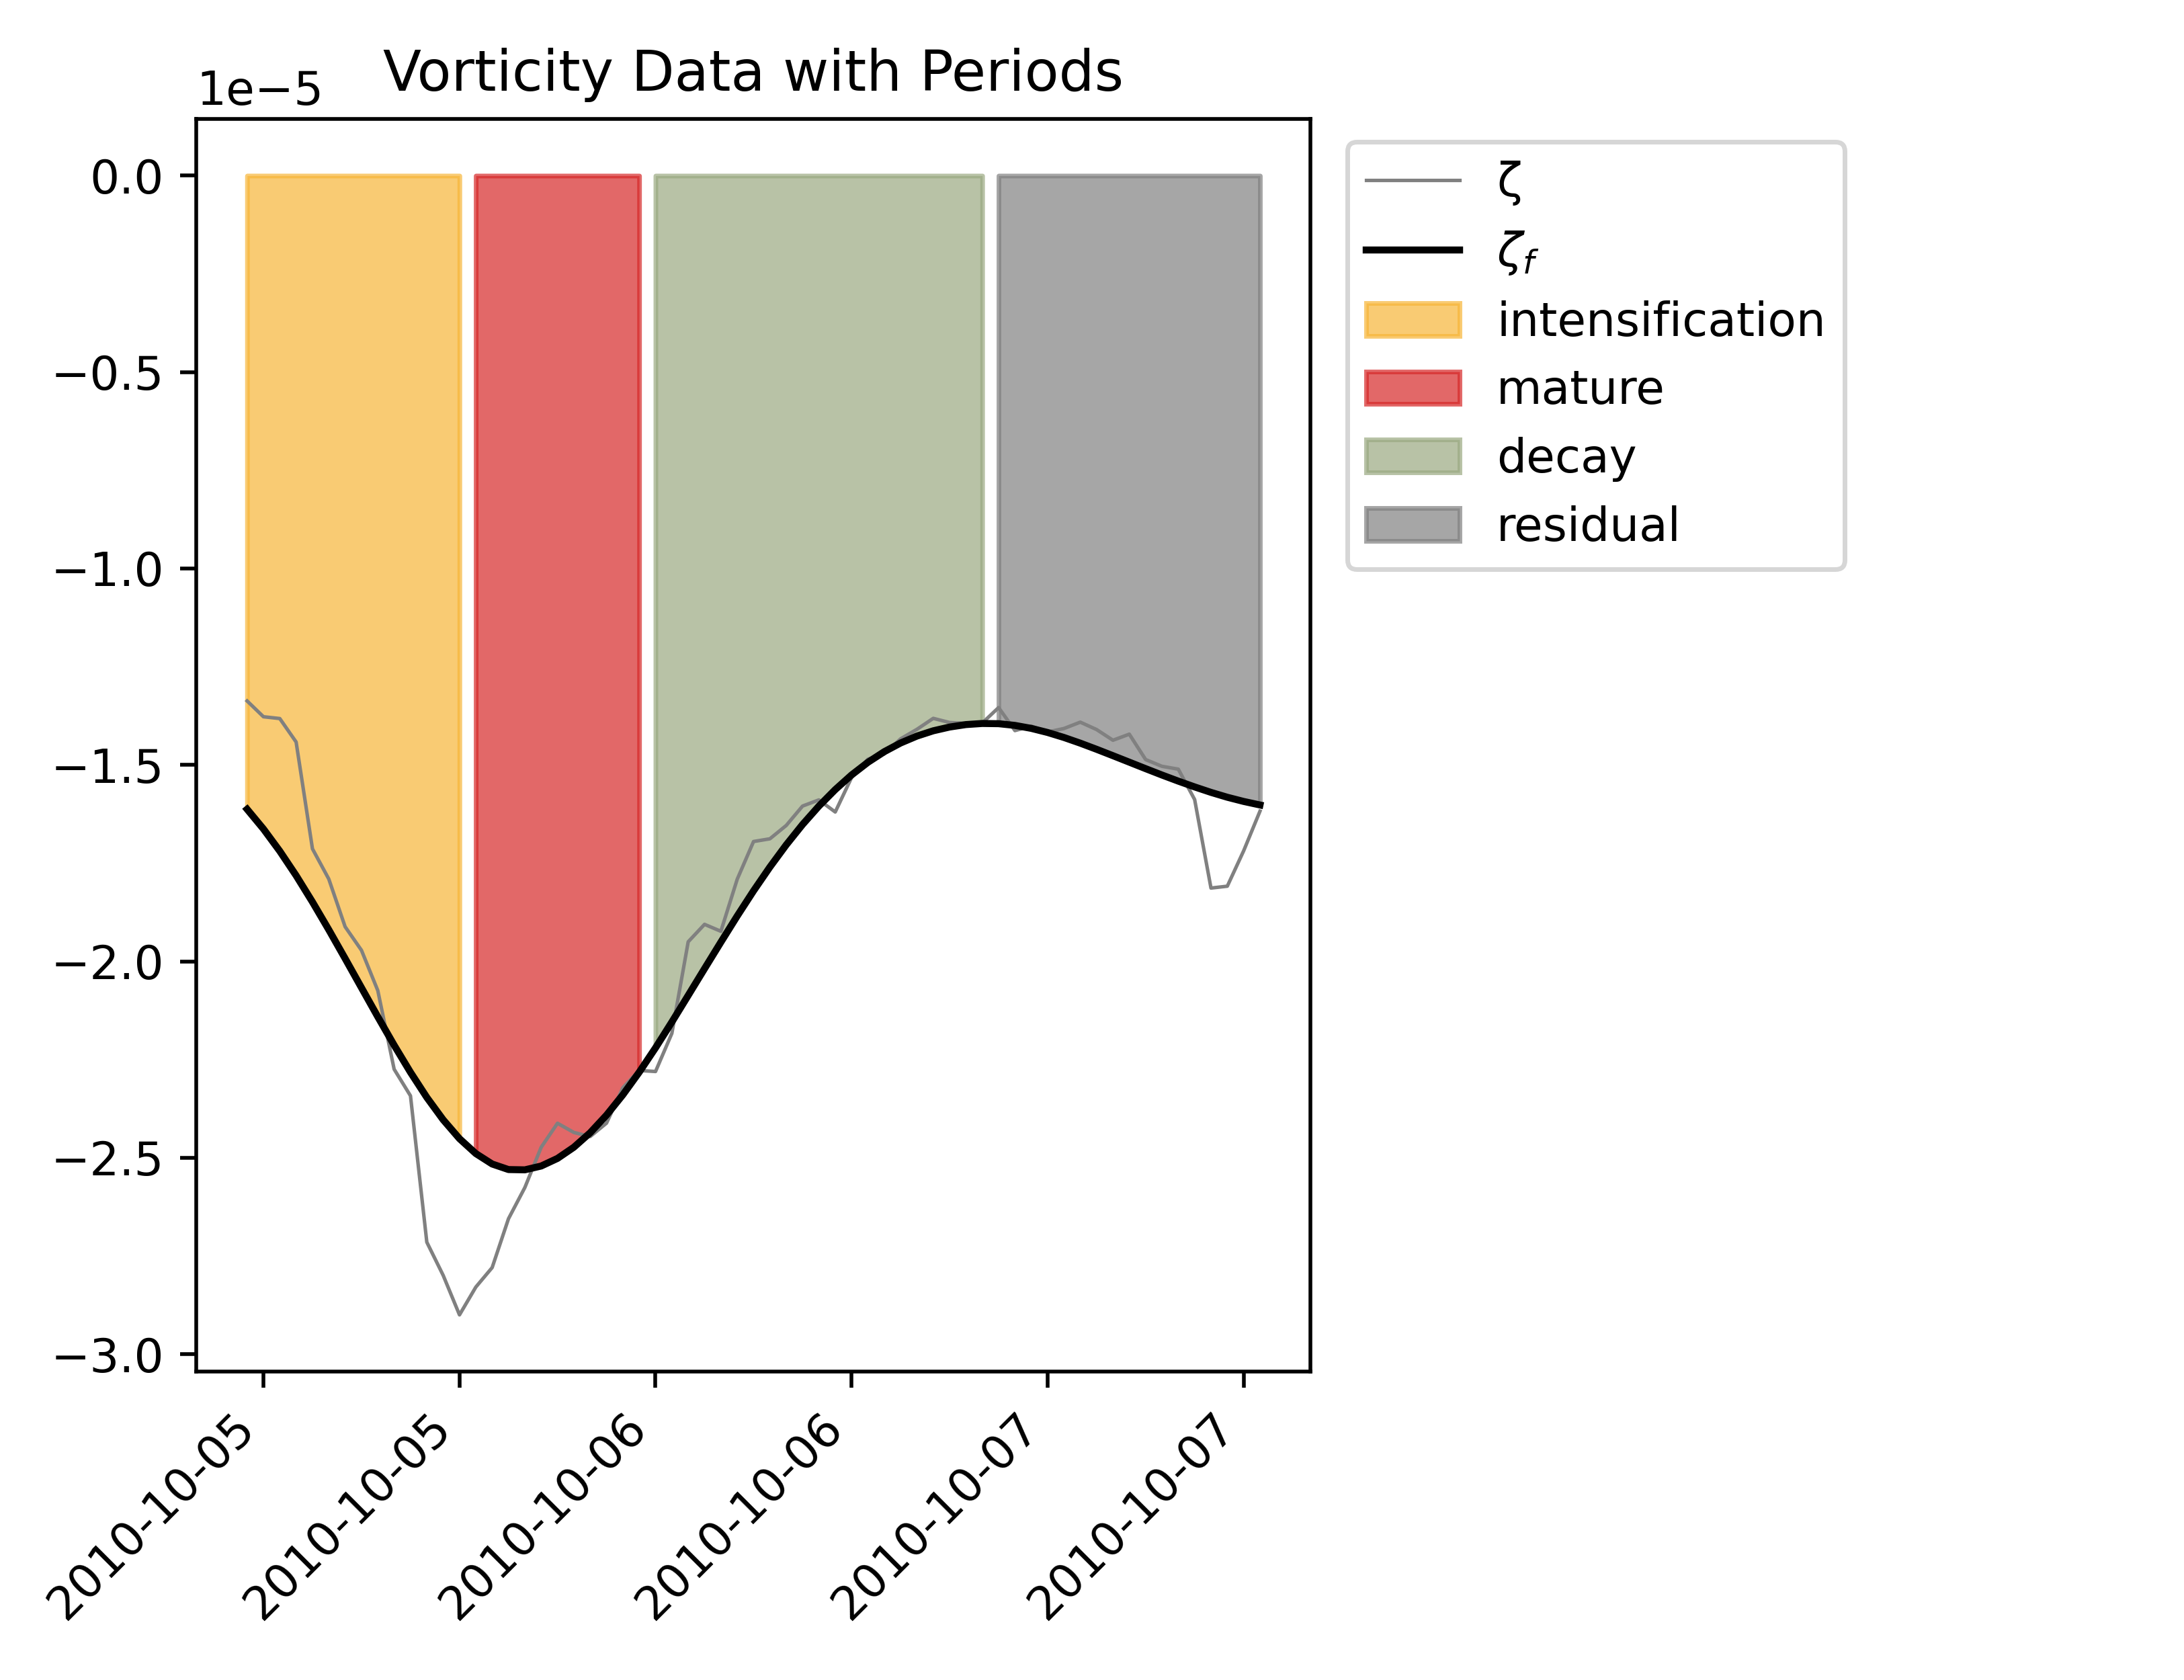 Vorticity Data with Periods
1e−5
0.0
−0.5
−1.0
−1.5
−2.0
−2.5
−3.0
2010-10-05
2010-10-05
2010-10-06
2010-10-06
2010-10-07
2010-10-07
ζ
ζf
intensification
mature
decay
residual